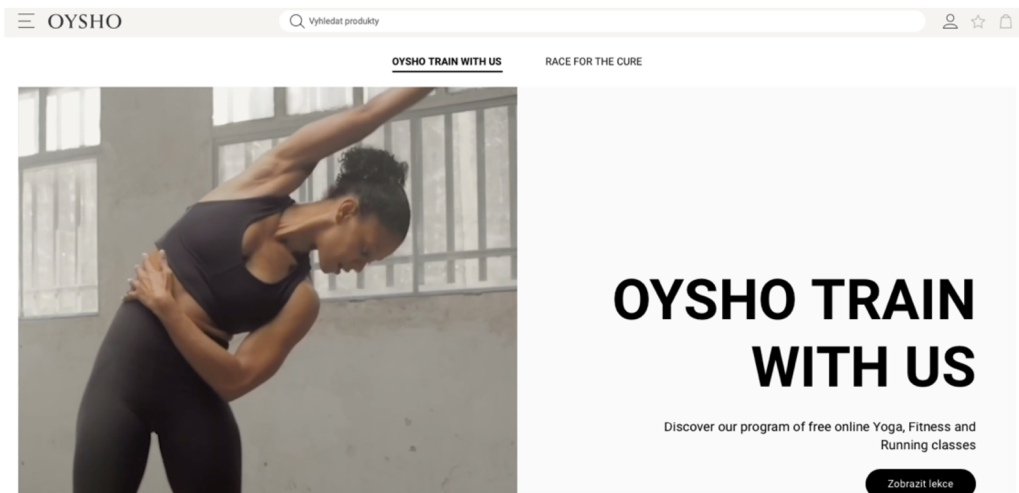 OYSHO
Vyhledat produkty
OYSHO TRAIN WITH US
RACE FOR THE CURE
OYSHO TRAIN
WITH US
Discover our program of free online Yoga, Fitness and
Running classes
Zobrazit lekce